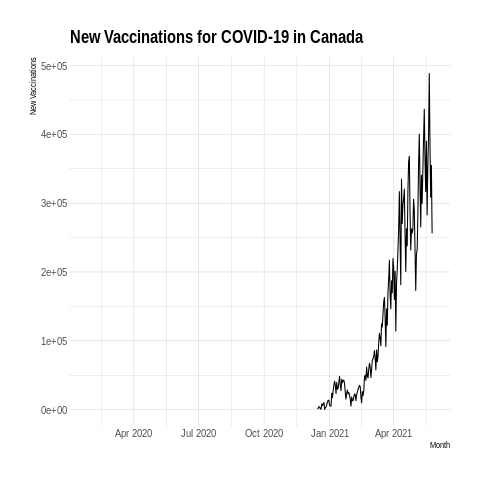 New Vaccinations for COVID-19 in Canada
New Vaccinations
5e+05
4e+05
3e+05
2e+05
1e+05
0e+00
Apr 2020 Jul 2020 Oct 2020 Jan 2021 Apr 2021
Month